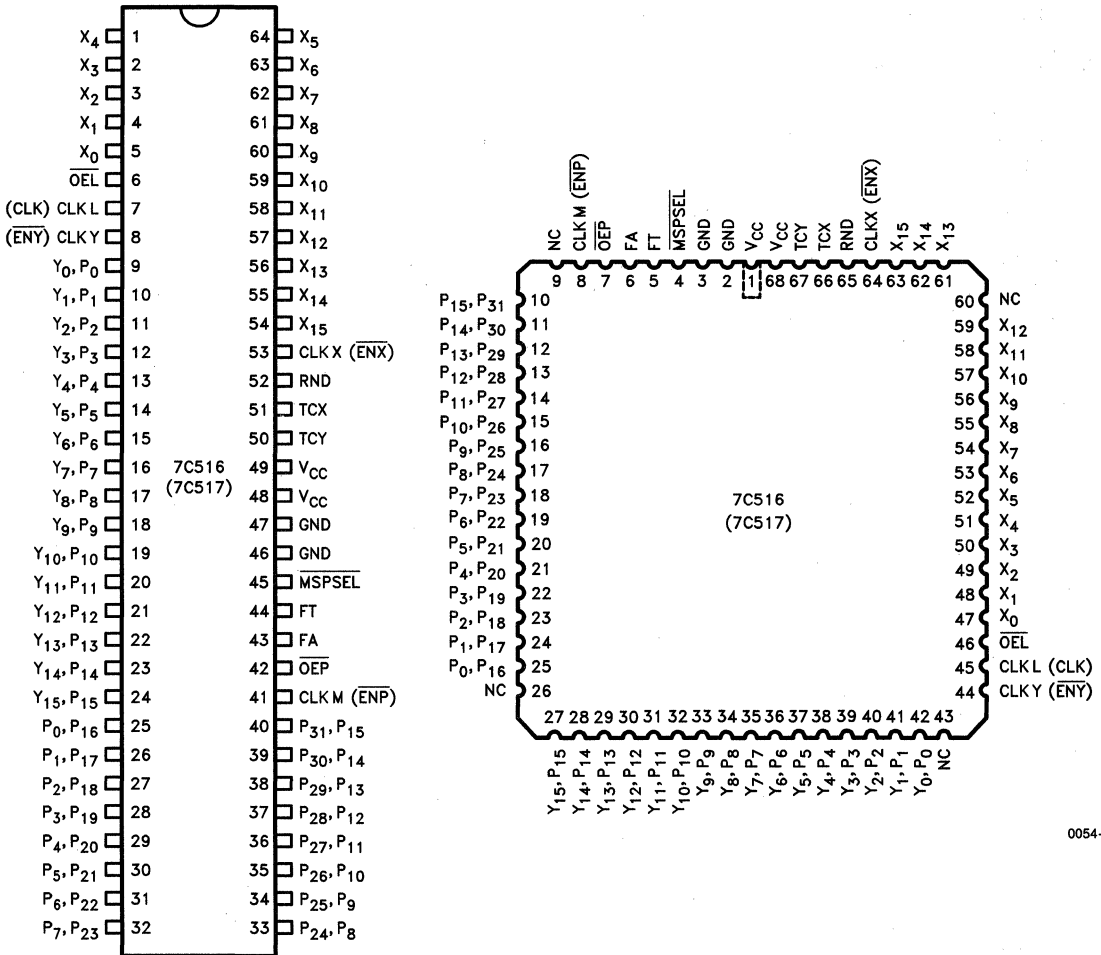 X4 1 64 X5
X3 2 63 X6
X2 3 62 X7
X1 4 61 X8
X0 5 60 X9
OEL 6 59 X10
(CLK) CLKL 7 58 X11
(ENY) CLKY 8 57 X12
Y0, P0 9 56 X13
Y1, P1 10 55 X14
Y2, P2 11 54 X15
Y3, P3 12 53 CLKX (ENX)
Y4, P4 13 52 RND
Y5, P5 14 51 TCX
Y6, P6 15 50 TCY
Y7, P7 16 49 VCC
Y8, P8 17 48 VCC
Y9, P9 18 47 GND
Y10, P10 19 46 GND
Y11, P11 20 45 MSPSEL
Y12, P12 21 44 FT
Y13, P13 22 43 FA
Y14, P14 23 42 OEP
Y15, P15 24 41 CLKM (ENP)
P0, P16 25 40 P31, P15
P1, P17 26 39 P30, P14
P2, P18 27 38 P29, P13
P3, P19 28 37 P28, P12
P4, P20 29 36 P27, P11
P5, P21 30 35 P26, P10
P6, P22 31 34 P25, P9
P7, P23 32 33 P24, P8
7C516
(7C517)
NC CLKM (ENP) OEP FA FT MSPSEL GND GND VCC VCC TCY TCX RND CLKX (ENX) X15 X14 X13
9 8 7 6 5 4 3 2 1 68 67 66 65 64 63 62 61
P15, P31 10 60 NC
P14, P30 11 59 X12
P13, P29 12 58 X11
P12, P28 13 57 X10
P11, P27 14 56 X9
P10, P26 15 55 X8
P9, P25 16 54 X7
P8, P24 17 53 X6
P7, P23 18 52 X5
P6, P22 19 51 X4
P5, P21 20 50 X3
P4, P20 21 49 X2
P3, P19 22 48 X1
P2, P18 23 47 X0
P1, P17 24 46 OEL
P0, P16 25 45 CLKL (CLK)
NC 26 44 CLKY (ENY)
7C516
(7C517)
27 28 29 30 31 32 33 34 35 36 37 38 39 40 41 42 43
Y15, P15 Y14, P14 Y13, P13 Y12, P12 Y11, P11 Y10, P10 Y9, P9 Y8, P8 Y7, P7 Y6, P6 Y5, P5 Y4, P4 Y3, P3 Y2, P2 Y1, P1 Y0, P0 NC
0054-